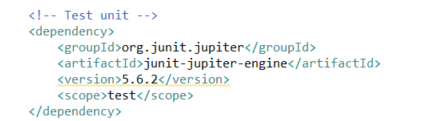 <!-- Test unit -->
<dependency>
<groupId>org.junit.jupiter</groupId>
<artifactId>junit-jupiter-engine</artifactId>
<version>5.6.2</version>
<scope>test</scope>
</dependency>